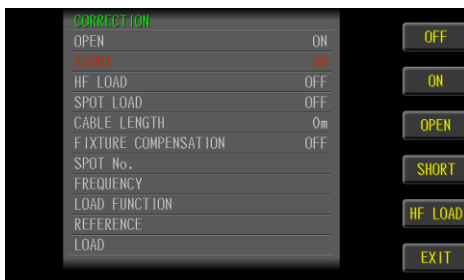 CORRECTION
OPEN ON
SHORT ON
HF LOAD OFF
SPOT LOAD OFF
CABLE LENGTH 0m
FIXTURE COMPENSATION OFF
SPOT No.
FREQUENCY
LOAD FUNCTION
REFERENCE
LOAD
OFF
ON
OPEN
SHORT
HF LOAD
EXIT